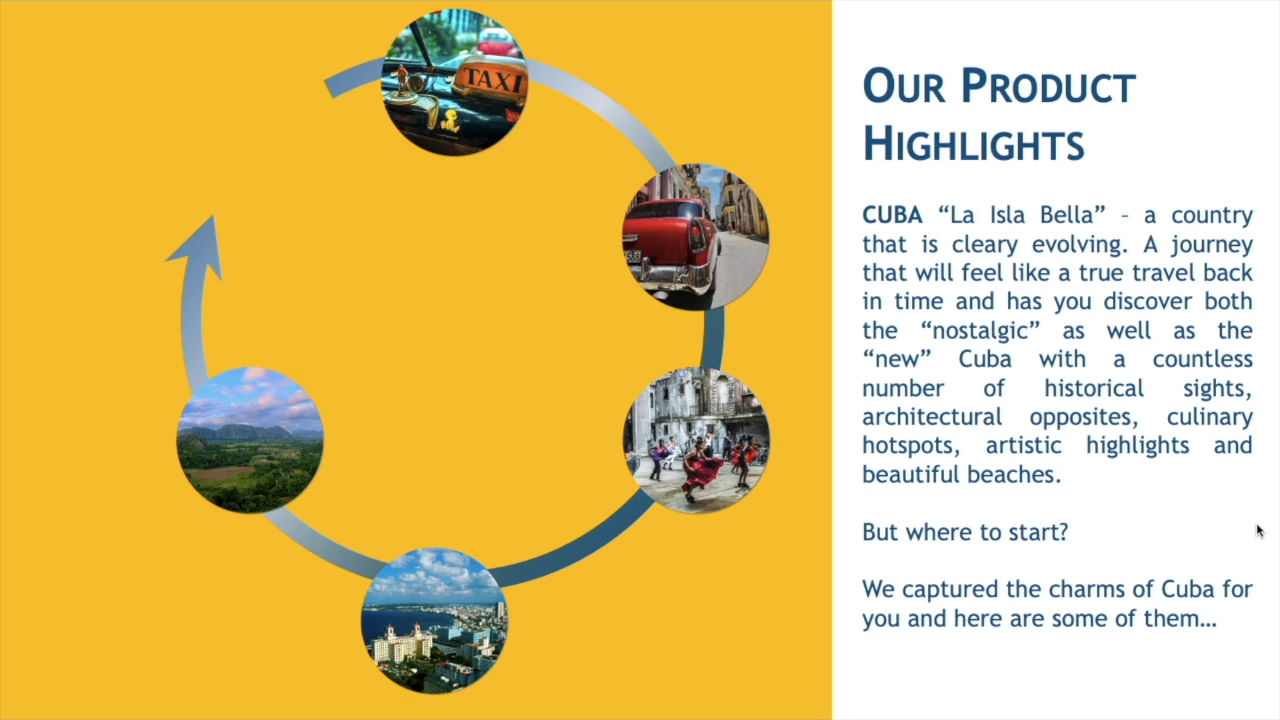 TAXI
OUR PRODUCT
HIGHLIGHTS
CUBA “La Isla Bella” – a country
that is cleary evolving. A journey
that will feel like a true travel back
in time and has you discover both
the “nostalgic” as well as the
“new” Cuba with a countless
number of historical sights,
architectural opposites, culinary
hotspots, artistic highlights and
beautiful beaches.
But where to start?
We captured the charms of Cuba for
you and here are some of them…